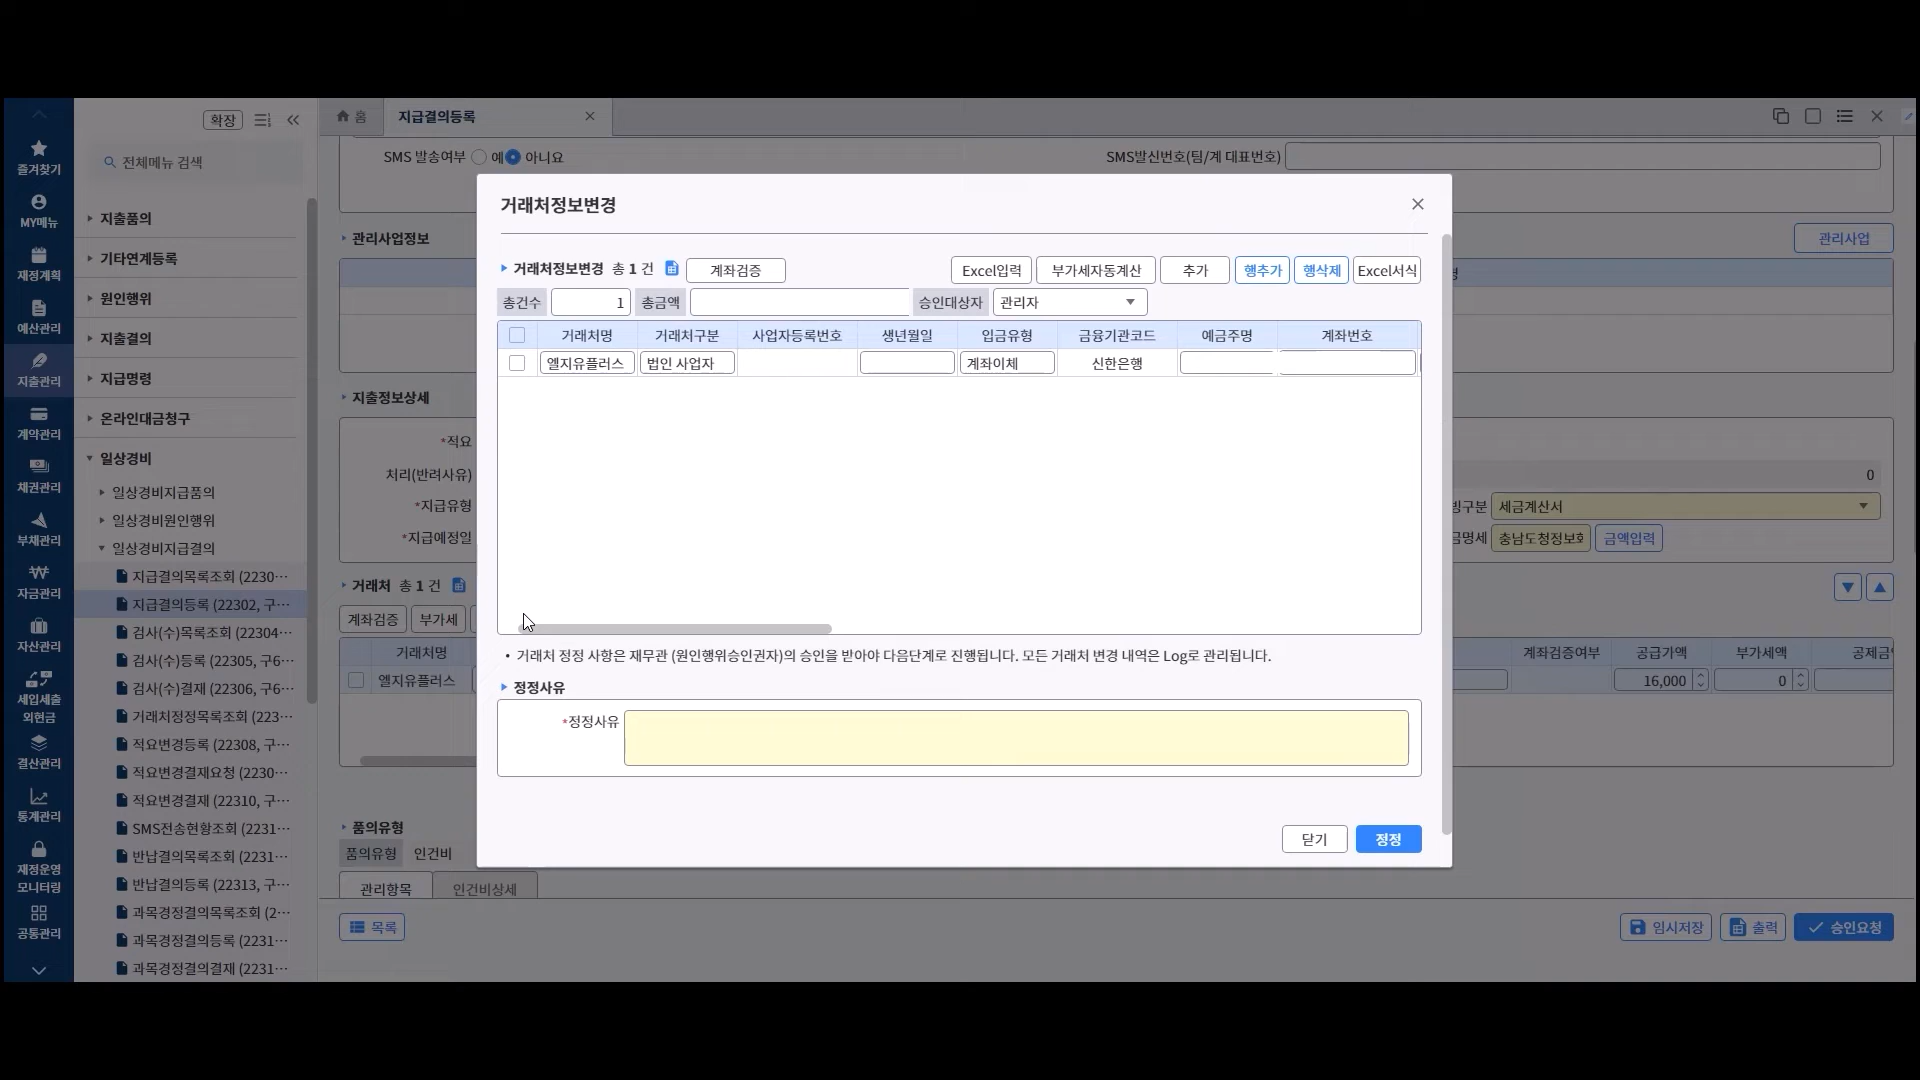 즐겨찾기
MY메뉴
재정계획
예산관리
지출관리
계약관리
채권관리
부채관리
자금관리
자산관리
세입세출
외현금
결산관리
통계관리
재정운영
모니터링
공통관리
확장
전체메뉴 검색
지출품의
기타연계등록
원인행위
지출결의
지급명령
온라인대금청구
일상경비
일상경비지급품의
일상경비원인행위
일상경비지급결의
지급결의목록조회 (2230…
지급결의등록 (22302, 구…
검사(수)목록조회 (22304…
검사(수)등록 (22305, 구6…
검사(수)결재 (22306, 구6…
거래처정정목록조회 (223…
적요변경등록 (22308, 구…
적요변경결재요청 (2230…
적요변경결재 (22310, 구…
SMS전송현황조회 (2231…
반납결의목록조회 (2231…
반납결의등록 (22313, 구…
과목경정결의목록조회 (2…
과목경정결의등록 (2231…
과목경정결의결재 (2231…
홈 지급결의등록
SMS 발송여부 예 아니요 SMS발신번호(팀/계 대표번호)
관리사업정보 관리사업
지출정보상세
*적요
처리(반려사유) 0
*지급유형 세금계산서
*지급예정일 충남도청정보화 금액입력
거래처 총 1 건
계좌검증 부가세
거래처명 계좌검증여부 공급가액 부가세액 공제금
엘지유플러스 16,000 0
품의유형
품의유형 인건비
관리항목 인건비상세
목록 임시저장 출력 승인요청
거래처정보변경
거래처정보변경 총 1 건 계좌검증 Excel입력 부가세자동계산 추가 행추가 행삭제 Excel서식
총건수 1 총금액 승인대상자 관리자
거래처명 거래처구분 사업자등록번호 생년월일 입금유형 금융기관코드 예금주명 계좌번호
엘지유플러스 법인 사업자 계좌이체 신한은행
• 거래처 정정 사항은 재무관 (원인행위승인권자)의 승인을 받아야 다음단계로 진행됩니다. 모든 거래처 변경 내역은 Log로 관리됩니다.
정정사유
*정정사유
닫기 정정